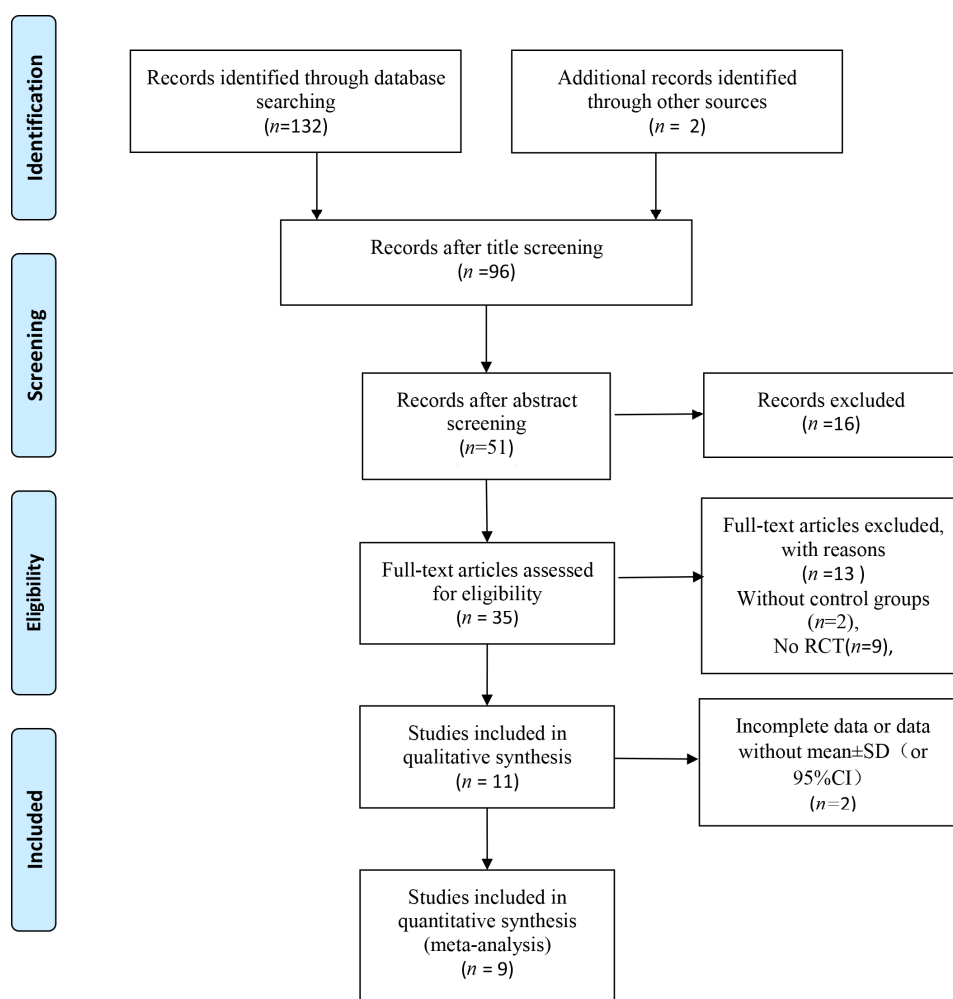 Identification
Records identified through database
searching
(n=132)
Additional records identified
through other sources
(n = 2)
Screening
Records after title screening
(n =96)
Records after abstract
screening
(n=51)
Records excluded
(n =16)
Eligibility
Full-text articles assessed
for eligibility
(n = 35)
Full-text articles excluded,
with reasons
(n =13 )
Without control groups
(n=2),
No RCT(n=9),
Included
Studies included in
qualitative synthesis
(n = 11)
Incomplete data or data
without mean±SD（or
95%CI）
(n=2)
Studies included in
quantitative synthesis
(meta-analysis)
(n = 9)